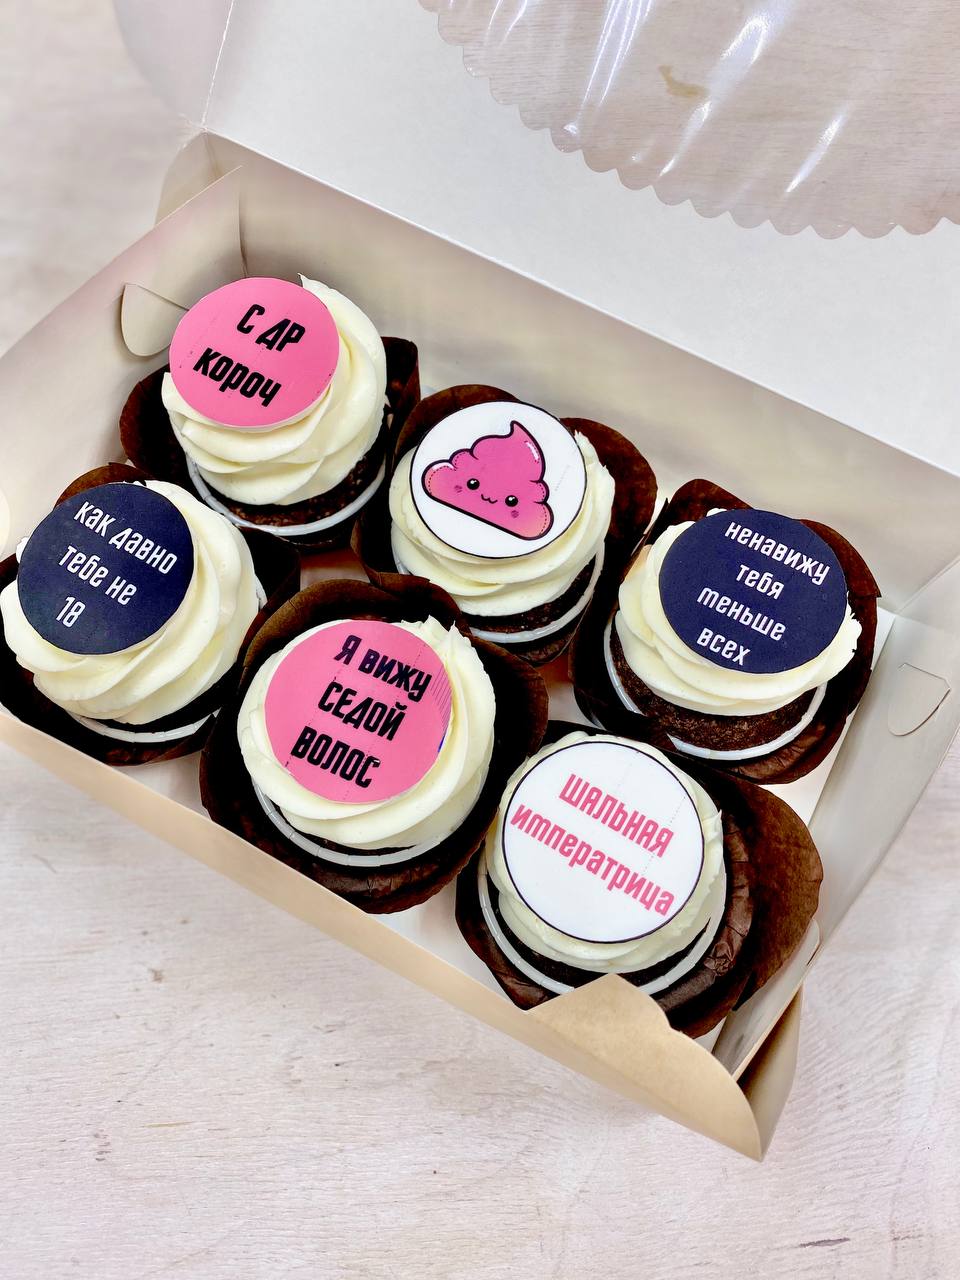 С ДР
короч
ненавижу
тебя
меньше
всех
как давно
тебе не
18
Я вижу
СЕДОЙ
ВОЛОС
ШАЛЬНАЯ
императрица